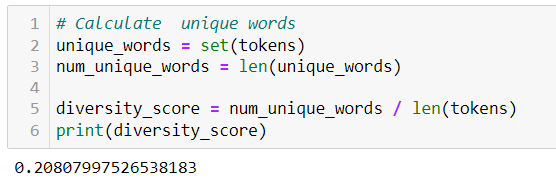 1 # Calculate  unique words
2 unique_words = set(tokens)
3 num_unique_words = len(unique_words)
4
5 diversity_score = num_unique_words / len(tokens)
6 print(diversity_score)
0.20807997526538183